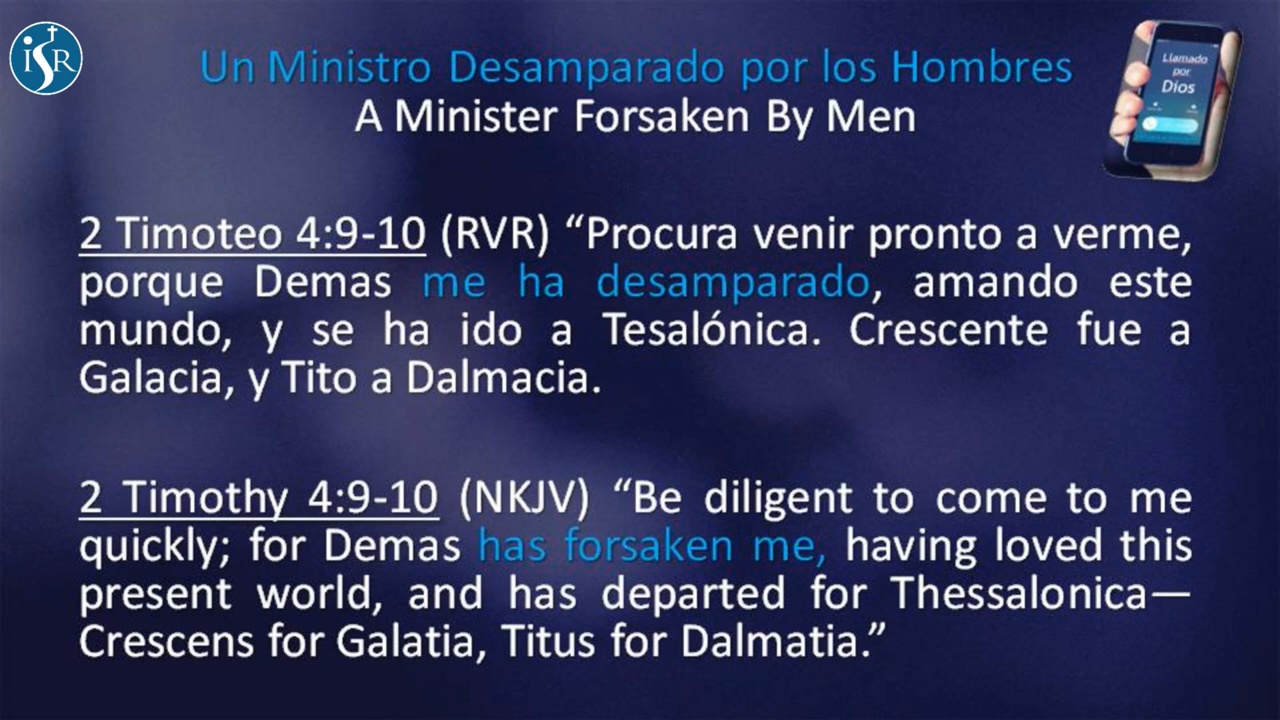 iSR
Un Ministro Desamparado por los Hombres
A Minister Forsaken By Men
Llamado
por
Dios
2 Timoteo 4:9-10 (RVR) “Procura venir pronto a verme,
porque Demas me ha desamparado, amando este
mundo, y se ha ido a Tesalónica. Crescente fue a
Galacia, y Tito a Dalmacia.
2 Timothy 4:9-10 (NKJV) “Be diligent to come to me
quickly; for Demas has forsaken me, having loved this
present world, and has departed for Thessalonica—
Crescens for Galatia, Titus for Dalmatia.”